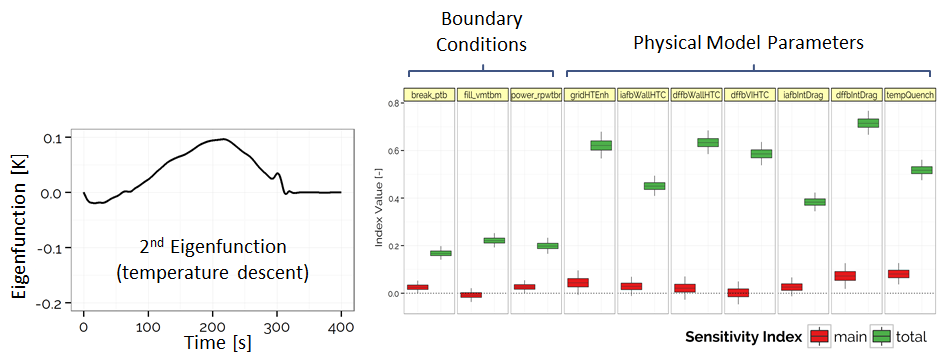 Boundary
Conditions
Physical Model Parameters
break_ptb
fill_vmtbm
power_rpwtbr
gridHTEnh
iafbWallHTC
dffbWallHTC
dffbVIHTC
iafbIntDrag
dffbIntDrag
tempQuench
Eigenfunction [K]
0.1
0.0
-0.1
-0.2
2nd Eigenfunction
(temperature descent)
0
100
200
300
400
Time [s]
Index Value [-]
0.8
0.6
0.4
0.2
0.0
Sensitivity Index
main
total